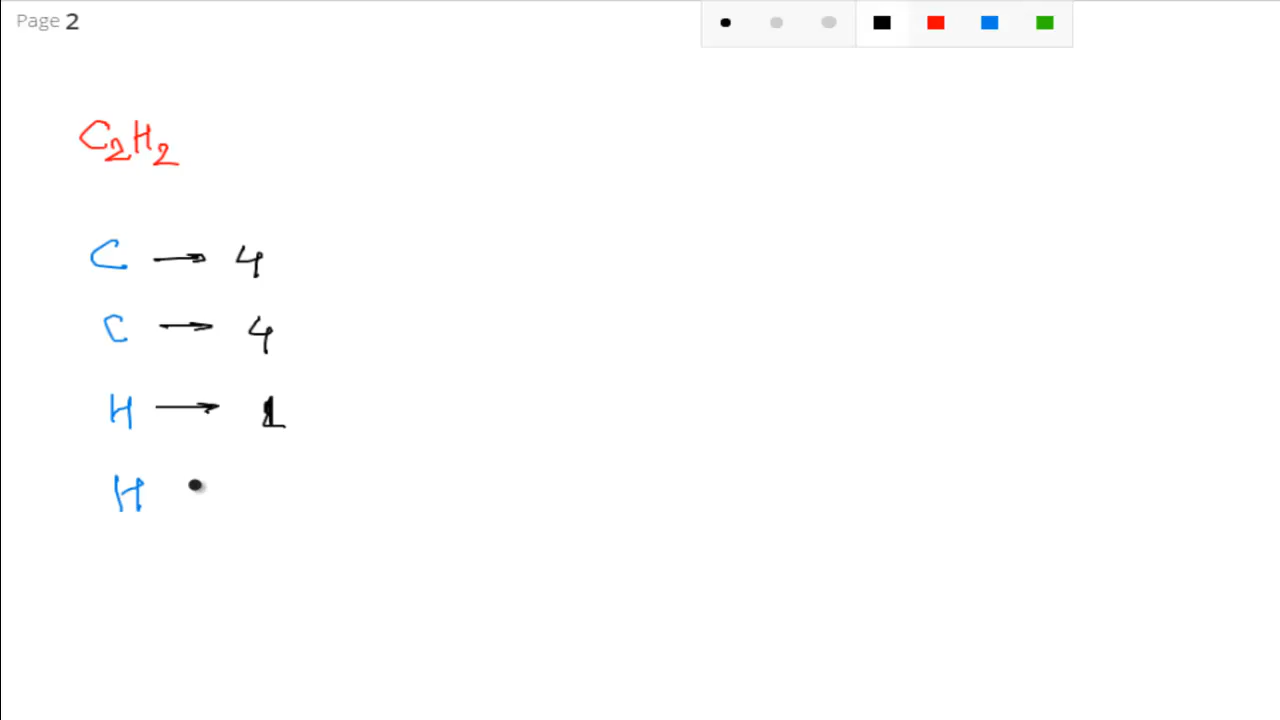 Page 2
C₂H₂
C → 4
C → 4
H → 1
H